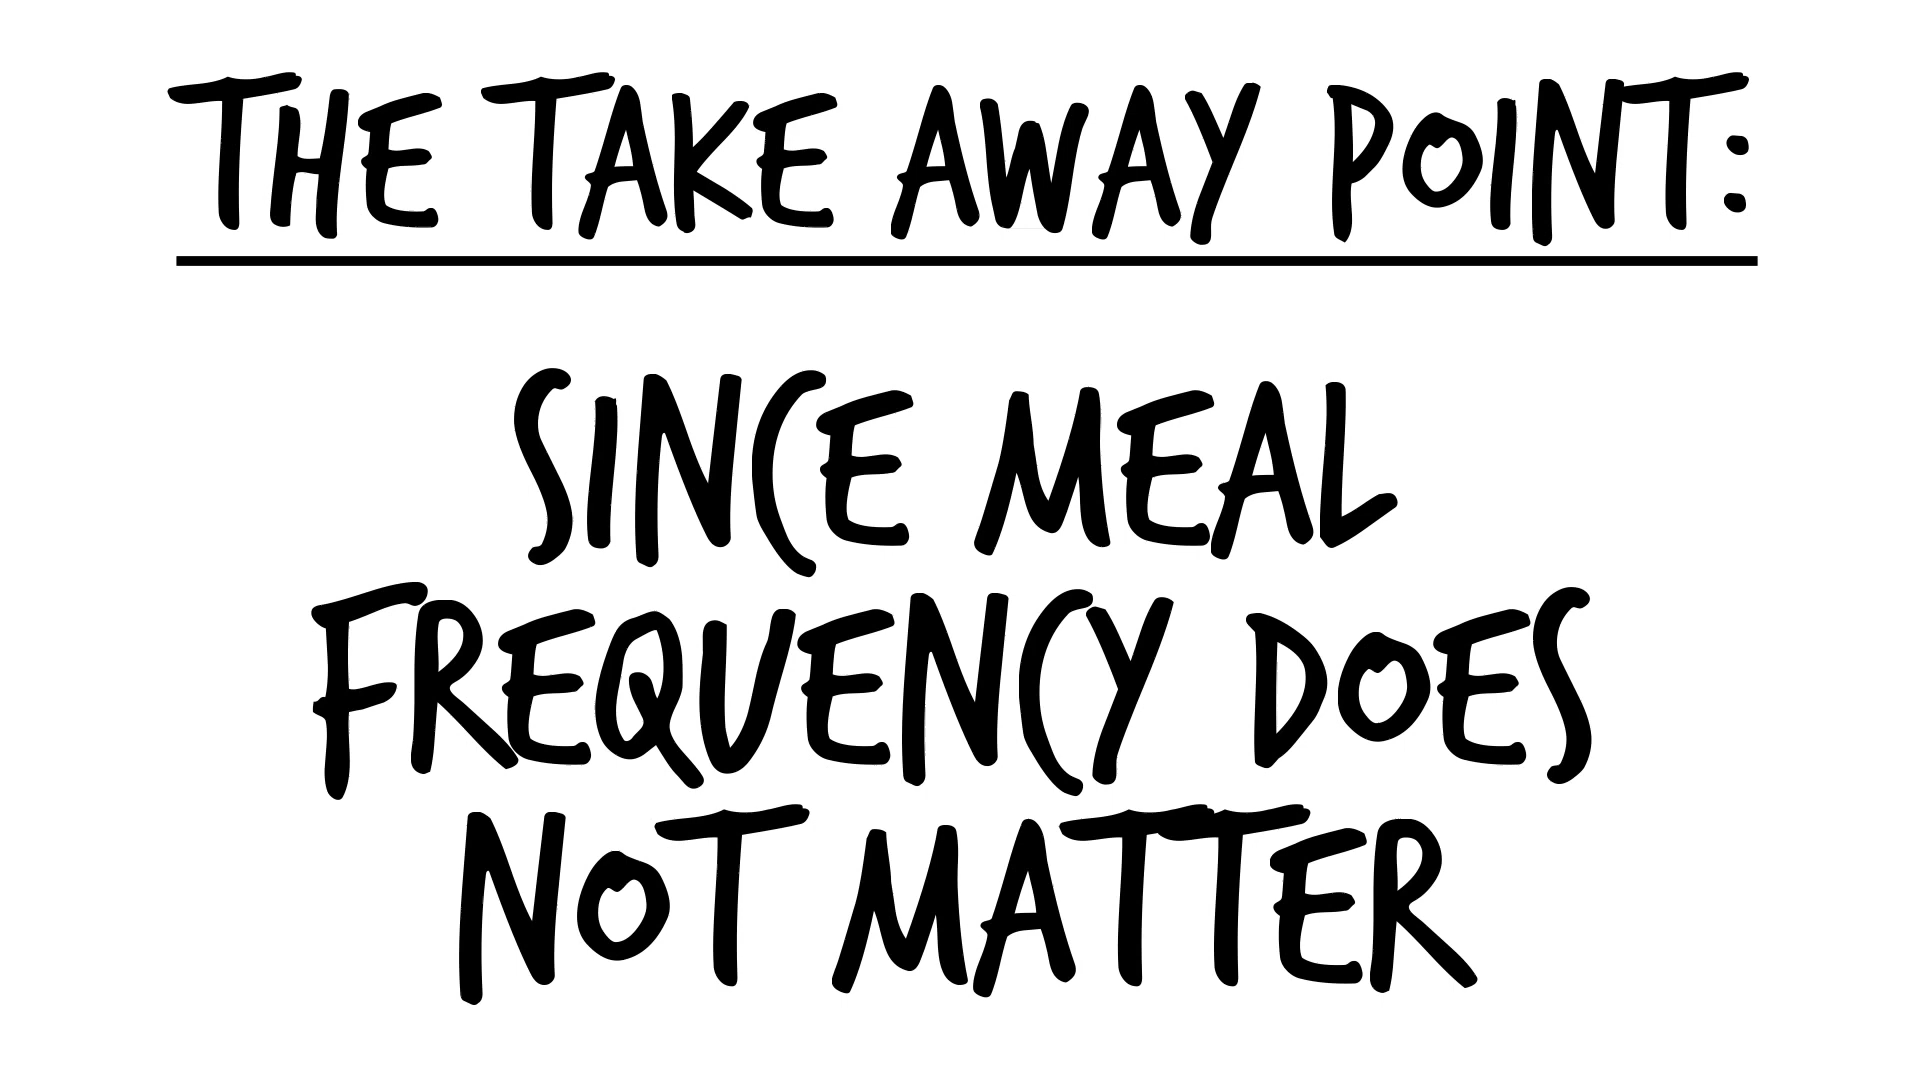 THE TAKE AWAY POINT:
SINCE MEAL
FREQUENCY DOES
NOT MATTER